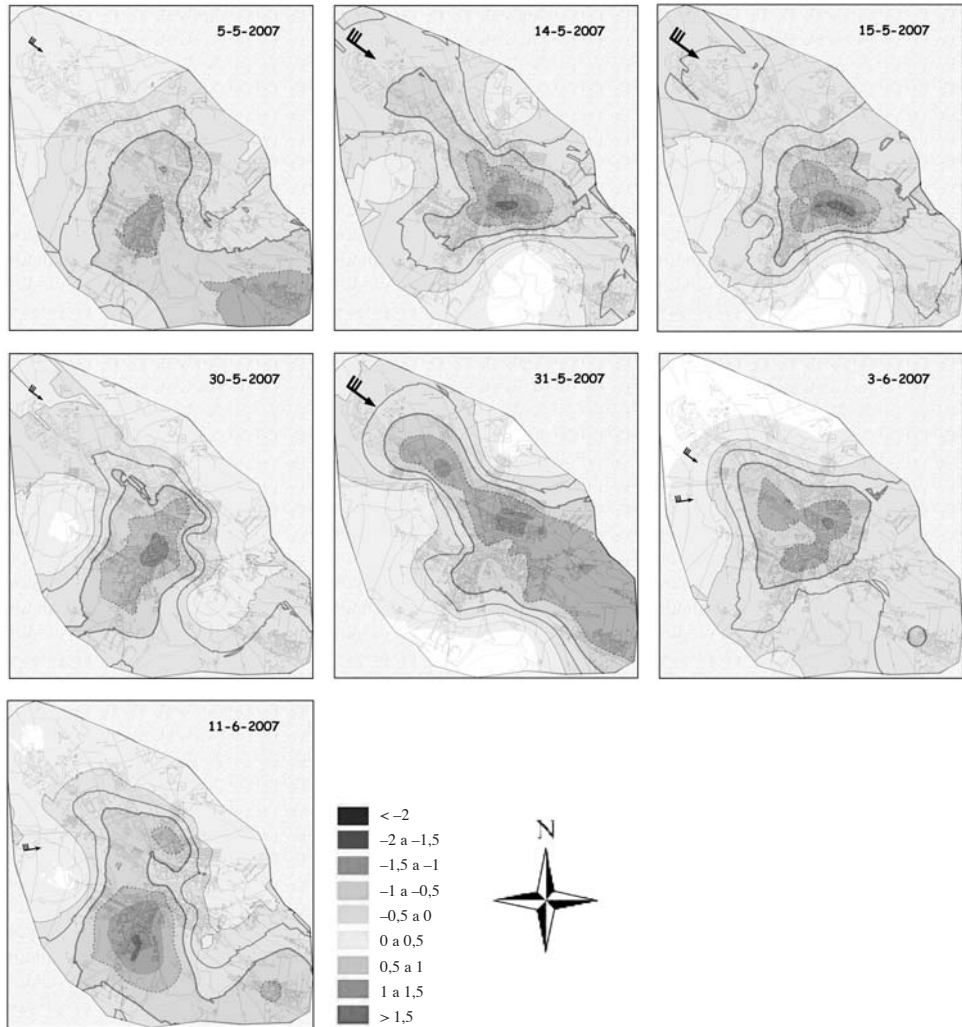 5-5-2007
14-5-2007
15-5-2007
30-5-2007
31-5-2007
3-6-2007
11-6-2007
< –2
–2 a –1,5
–1,5 a –1
–1 a –0,5
–0,5 a 0
0 a 0,5
0,5 a 1
1 a 1,5
> 1,5
N